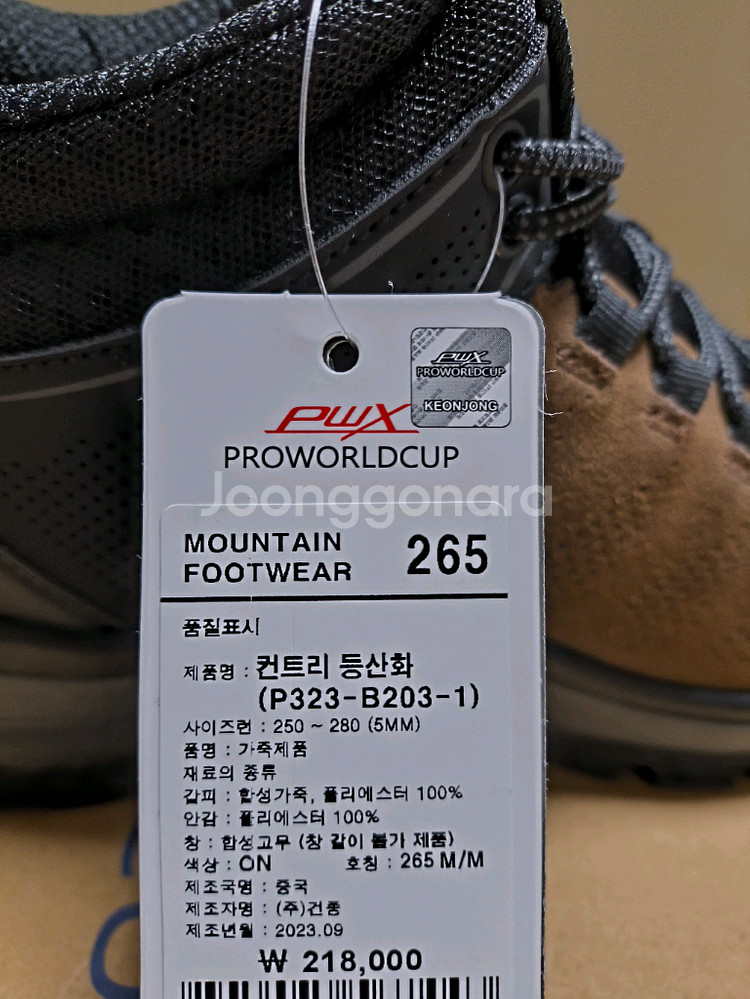 PWX
PROWORLDCUP
KEONJONG
PWX
PROWORLDCUP
Joonggonara
MOUNTAIN
FOOTWEAR 265
품질표시
제품명 : 컨트리 등산화
(P323-B203-1)
사이즈런 : 250 ~ 280 (5MM)
품명 : 가죽제품
재료의 종류
갑피 : 합성가죽, 폴리에스터 100%
안감 : 폴리에스터 100%
창 : 합성고무 (창 갈이 불가 제품)
색상 : ON 호칭 : 265 M/M
제조국명 : 중국
제조자명 : (주)건종
제조년월 : 2023.09
₩ 218,000